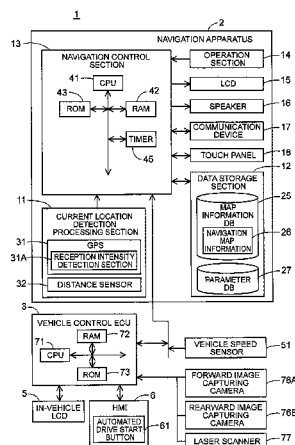 1
2
NAVIGATION APPARATUS
13
NAVIGATION CONTROL
SECTION
41
CPU
43
42
ROM
RAM
TIMER
45
OPERATION
SECTION
14
LCD
15
SPEAKER
16
COMMUNICATION
DEVICE
17
TOUCH PANEL
18
12
DATA STORAGE
SECTION
25
MAP
INFORMATION
DB
26
NAVIGATION MAP
INFORMATION
27
PARAMETER
DB
11
CURRENT LOCATION
DETECTION
PROCESSING SECTION
31
GPS
31A
RECEPTION INTENSITY
DETECTION SECTION
32
DISTANCE SENSOR
3
VEHICLE CONTROL ECU
72
RAM
71
CPU
ROM
73
VEHICLE SPEED
SENSOR
51
FORWARD IMAGE
CAPTURING
CAMERA
76A
REARWARD IMAGE
CAPTURING
CAMERA
76B
LASER SCANNER
77
5
IN-VEHICLE LCD
6
HMI
AUTOMATED
DRIVE START
BUTTON
61